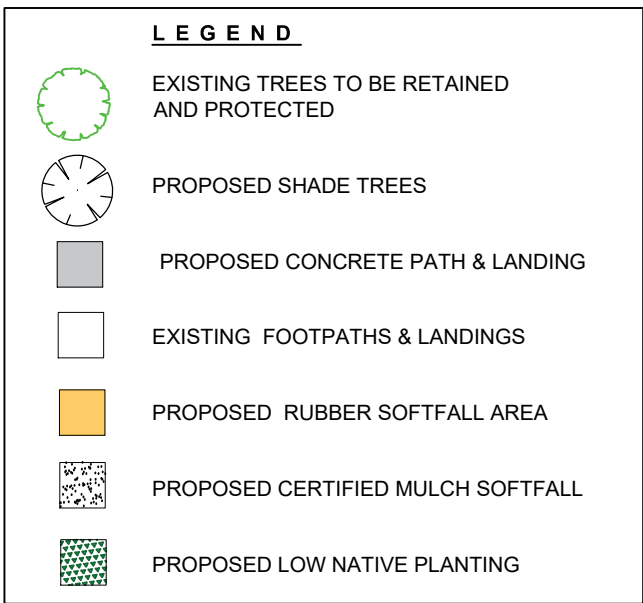 LEGEND
EXISTING TREES TO BE RETAINED
AND PROTECTED
PROPOSED SHADE TREES
PROPOSED CONCRETE PATH & LANDING
EXISTING FOOTPATHS & LANDINGS
PROPOSED RUBBER SOFTFALL AREA
PROPOSED CERTIFIED MULCH SOFTFALL
PROPOSED LOW NATIVE PLANTING